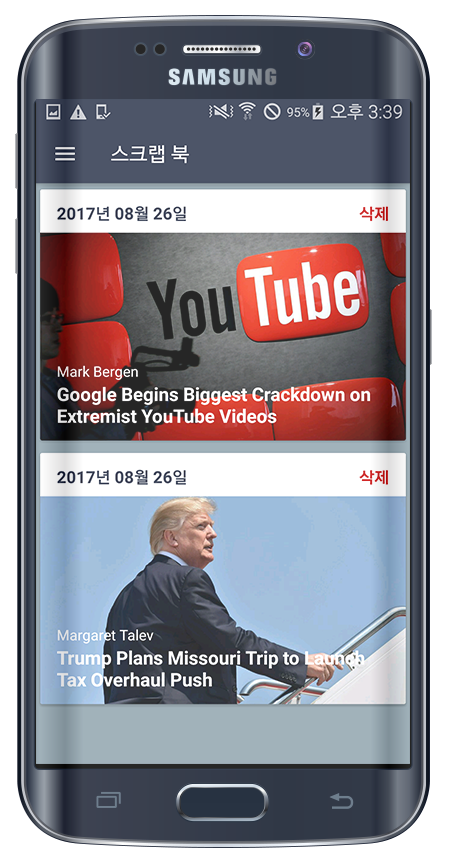 SAMSUNG
95% 오후 3:39
스크랩 북
2017년 08월 26일 삭제
YouTube
Mark Bergen
Google Begins Biggest Crackdown on
Extremist YouTube Videos
2017년 08월 26일 삭제
Margaret Talev
Trump Plans Missouri Trip to Launch
Tax Overhaul Push